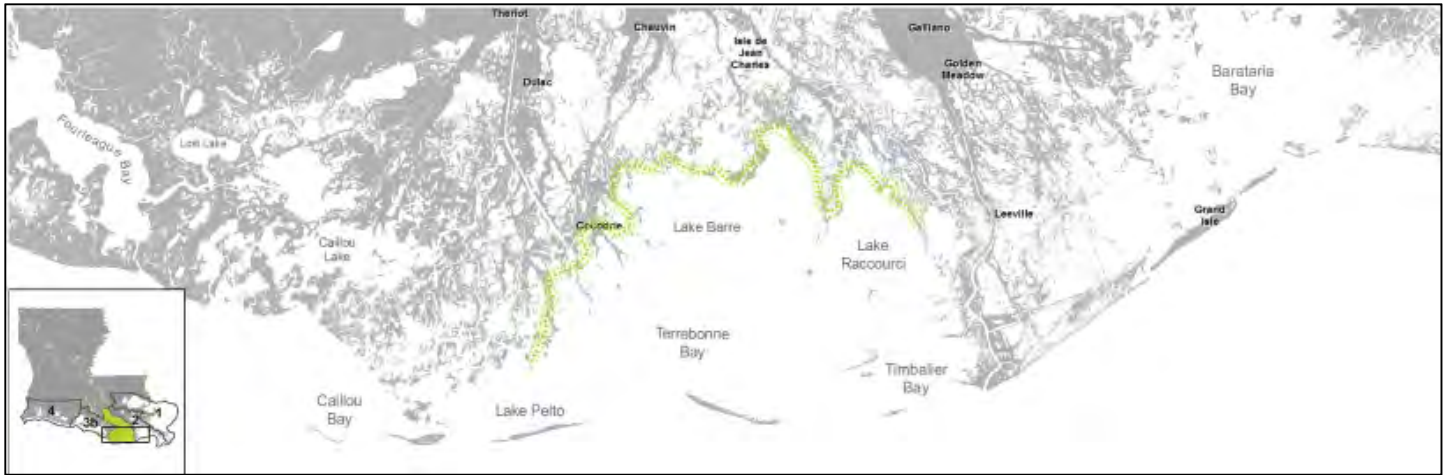 Theriot
Chauvin
Isle de
Jean
Charles
Galliano
Golden
Meadow
Barataria
Bay
Dulac
Fourleague Bay
Lost Lake
Cocodrie
Lake Barre
Leeville
Grand
Isle
Caillou
Lake
Lake
Raccourci
Terrebonne
Bay
Timbalier
Bay
Caillou
Bay
Lake Pelto
4
3b
2
1